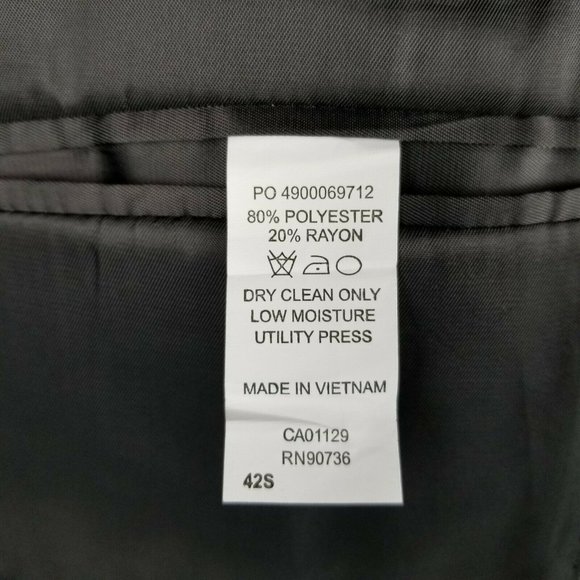 PO 4900069712
80% POLYESTER
20% RAYON
DRY CLEAN ONLY
LOW MOISTURE
UTILITY PRESS
MADE IN VIETNAM
CA01129
RN90736
42S